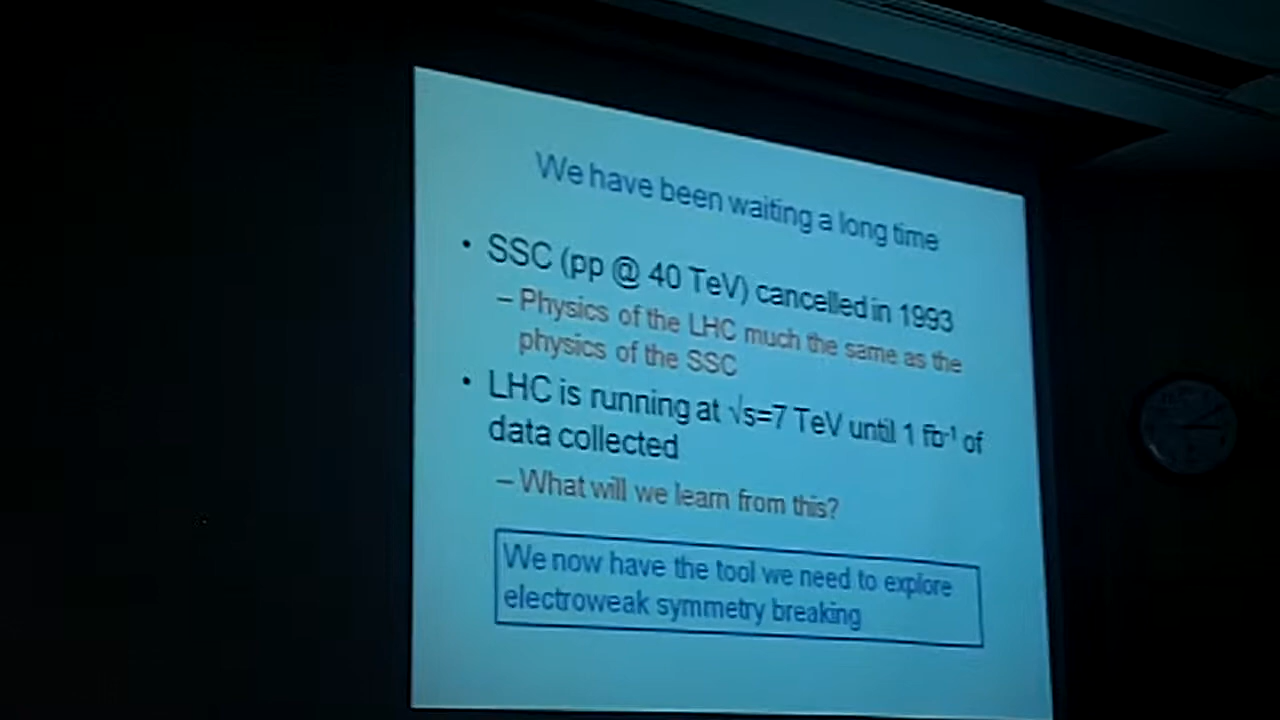 We have been waiting a long time
• SSC (pp @ 40 TeV) cancelled in 1993
– Physics of the LHC much the same as the
physics of the SSC
• LHC is running at √s=7 TeV until 1 fb⁻¹ of
data collected
– What will we learn from this?
We now have the tool we need to explore
electroweak symmetry breaking